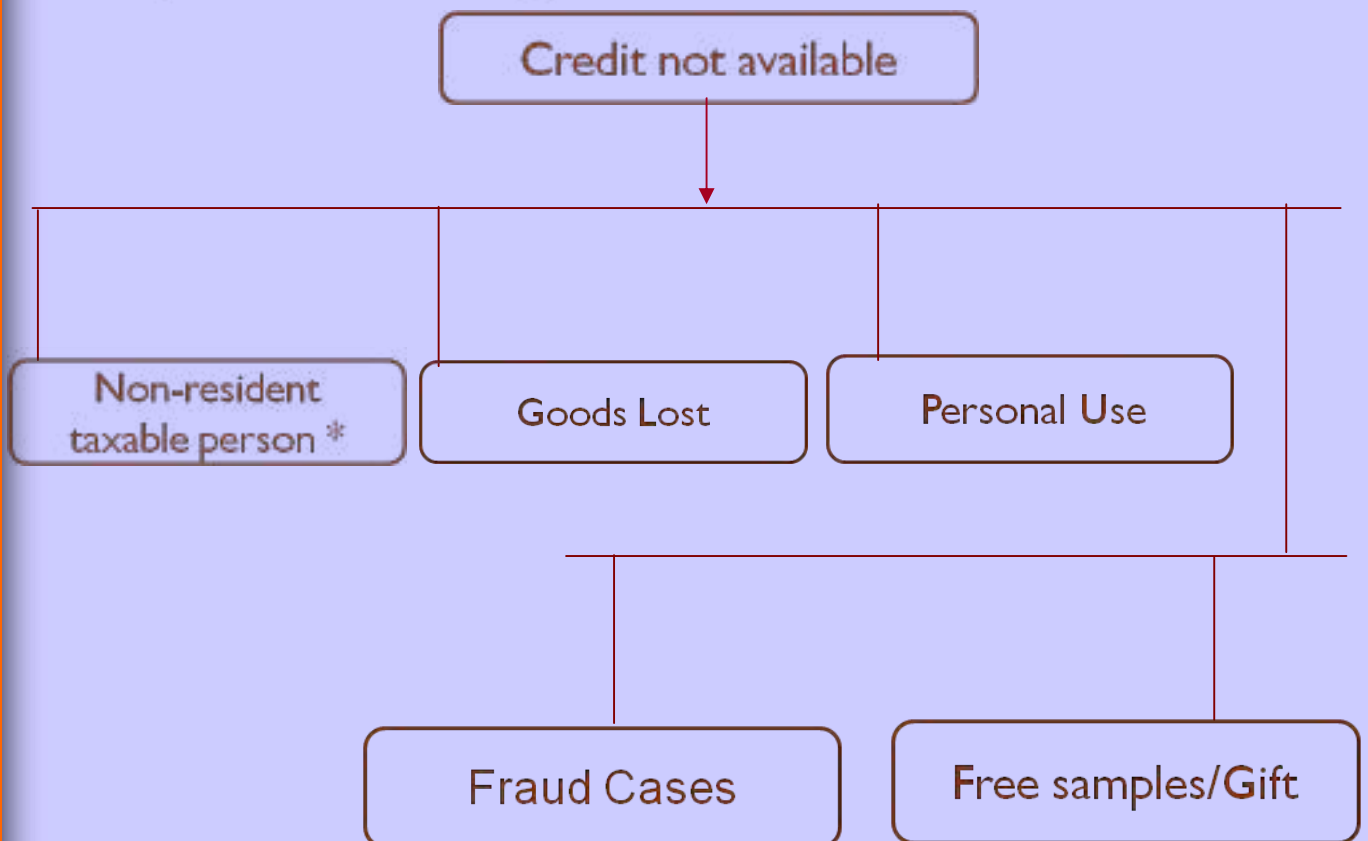 Credit not available
Non-resident
taxable person *
Goods Lost
Personal Use
Fraud Cases
Free samples/Gift